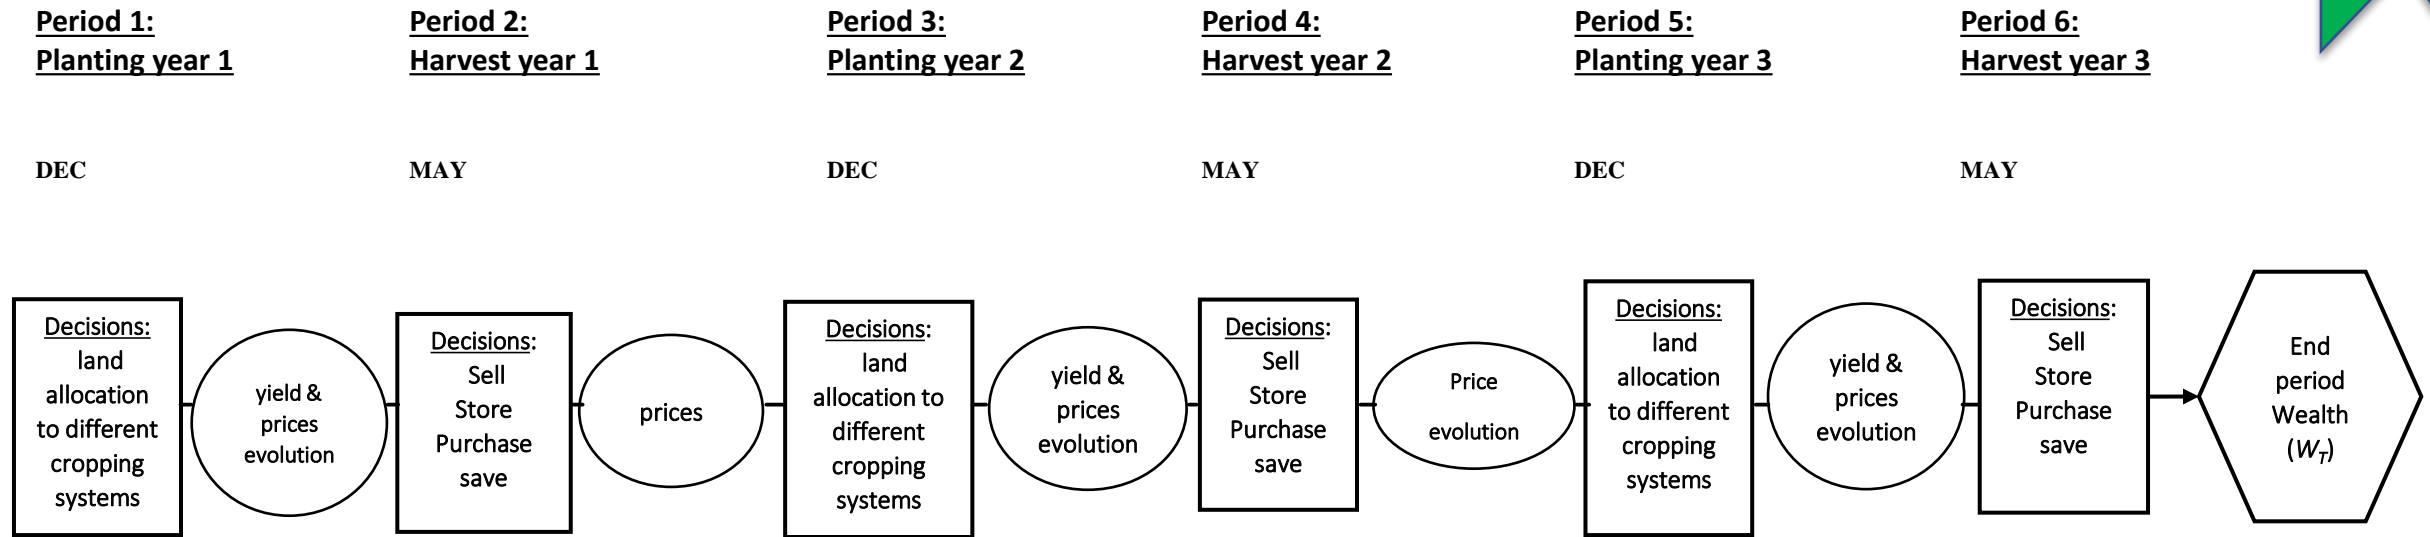 Period 1:
Planting year 1
Period 2:
Harvest year 1
Period 3:
Planting year 2
Period 4:
Harvest year 2
Period 5:
Planting year 3
Period 6:
Harvest year 3
DEC
MAY
DEC
MAY
DEC
MAY
Decisions:
land
allocation
to different
cropping
systems
yield &
prices
evolution
Decisions:
Sell
Store
Purchase
save
prices
Decisions:
land
allocation to
different
cropping
systems
yield &
prices
evolution
Decisions:
Sell
Store
Purchase
save
Price
evolution
Decisions:
land
allocation
to different
cropping
systems
yield &
prices
evolution
Decisions:
Sell
Store
Purchase
save
End
period
Wealth
(W_T)